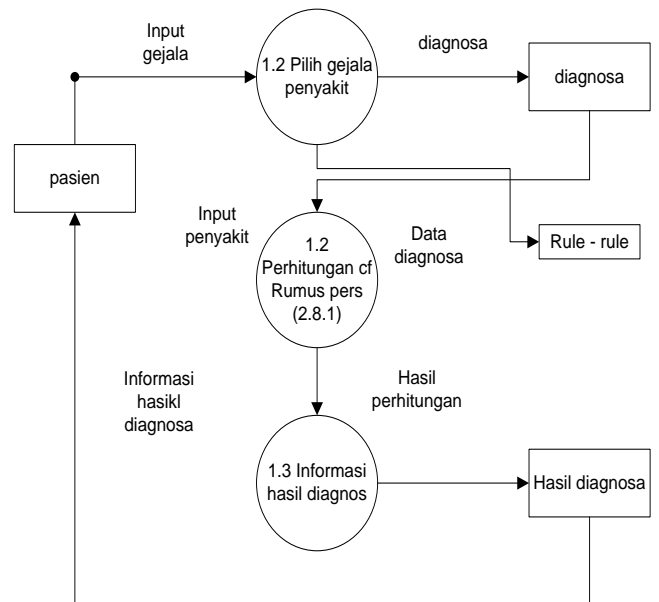 Input
gejala
1.2 Pilih gejala
penyakit
diagnosa
diagnosa
pasien
Input
penyakit
1.2
Perhitungan cf
Rumus pers
(2.8.1)
Data
diagnosa
Rule - rule
Informasi
hasikl
diagnosa
Hasil
perhitungan
1.3 Informasi
hasil diagnos
Hasil diagnosa